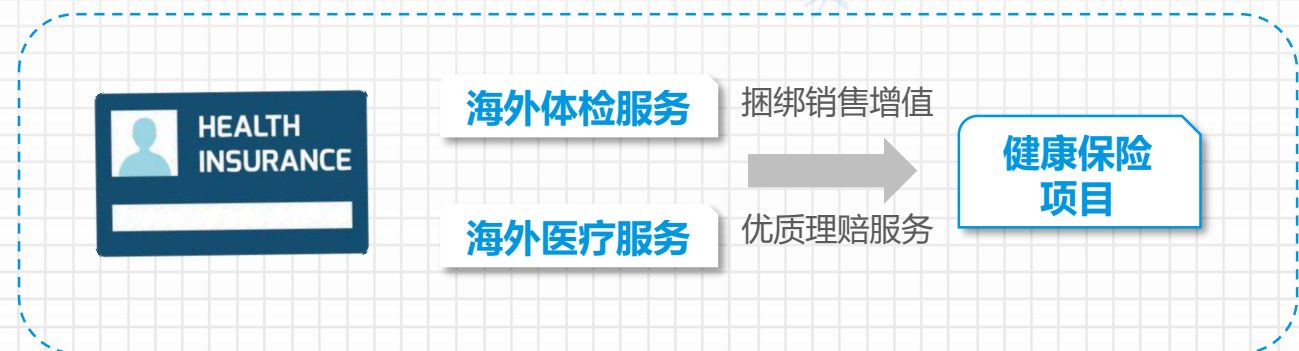 HEALTH
INSURANCE
海外体检服务
捆绑销售增值
健康保险
项目
海外医疗服务
优质理赔服务